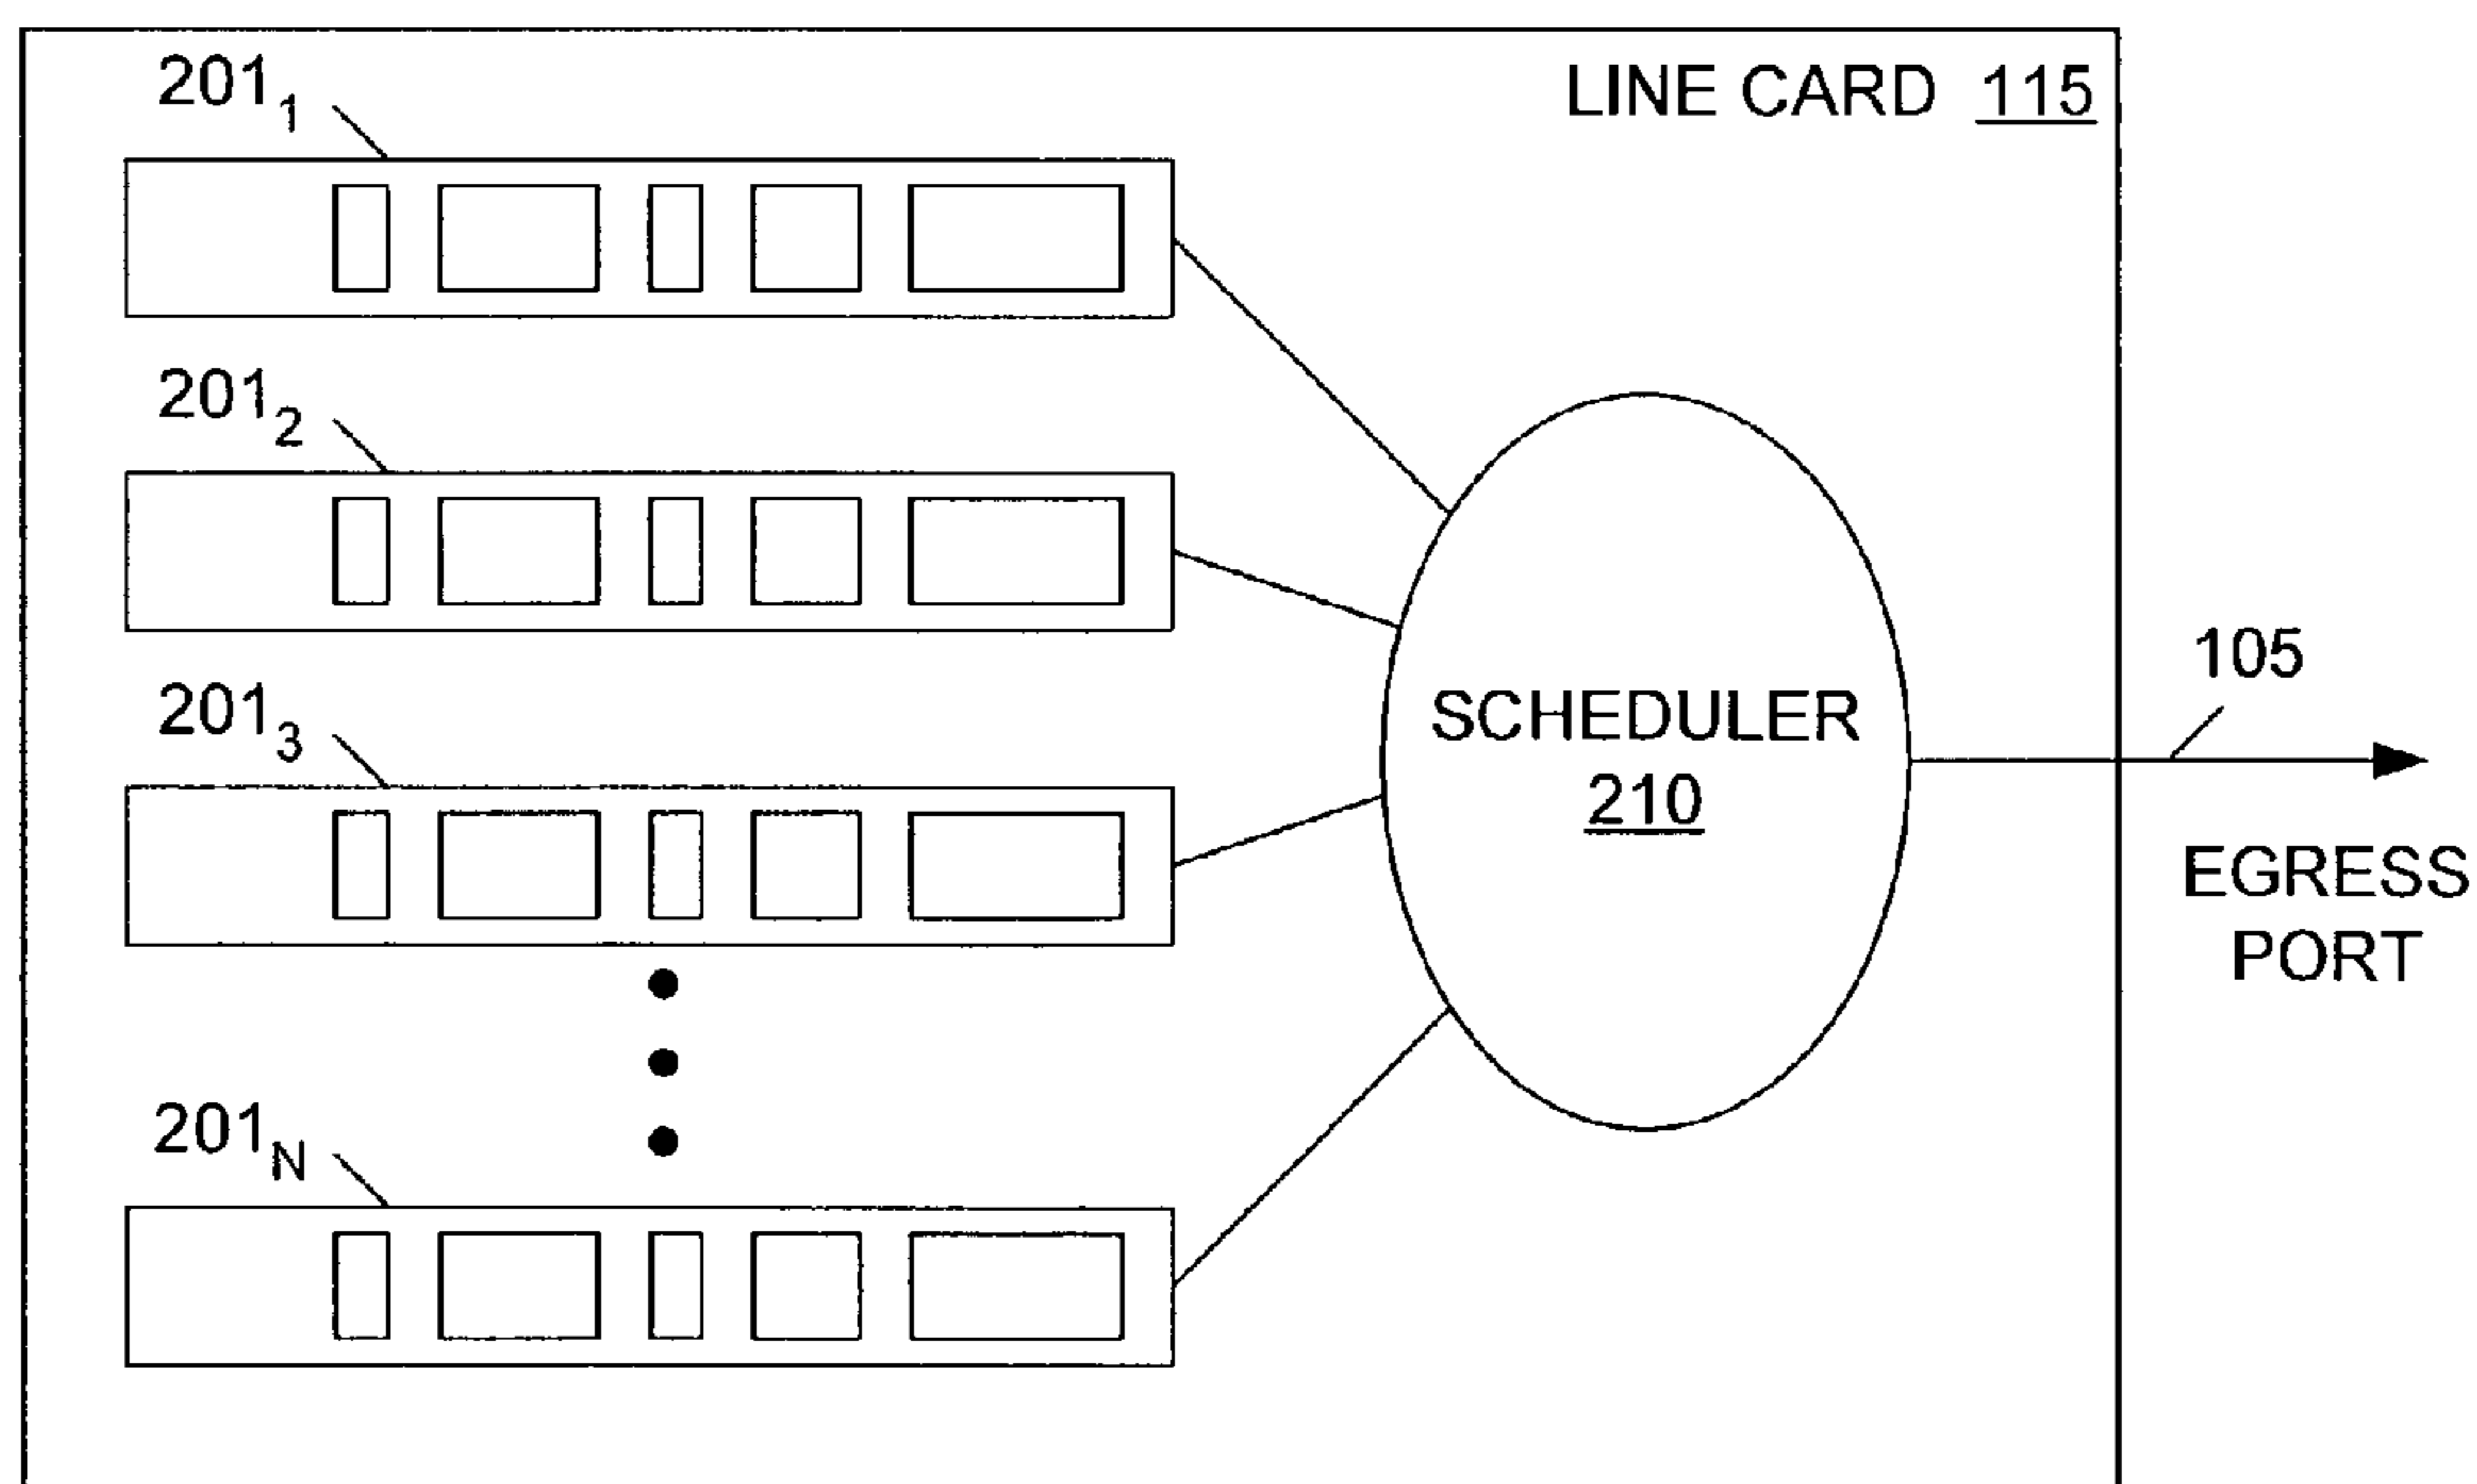 LINE CARD 115
201₁
201₂
201₃
201N
SCHEDULER
210
105
EGRESS
PORT